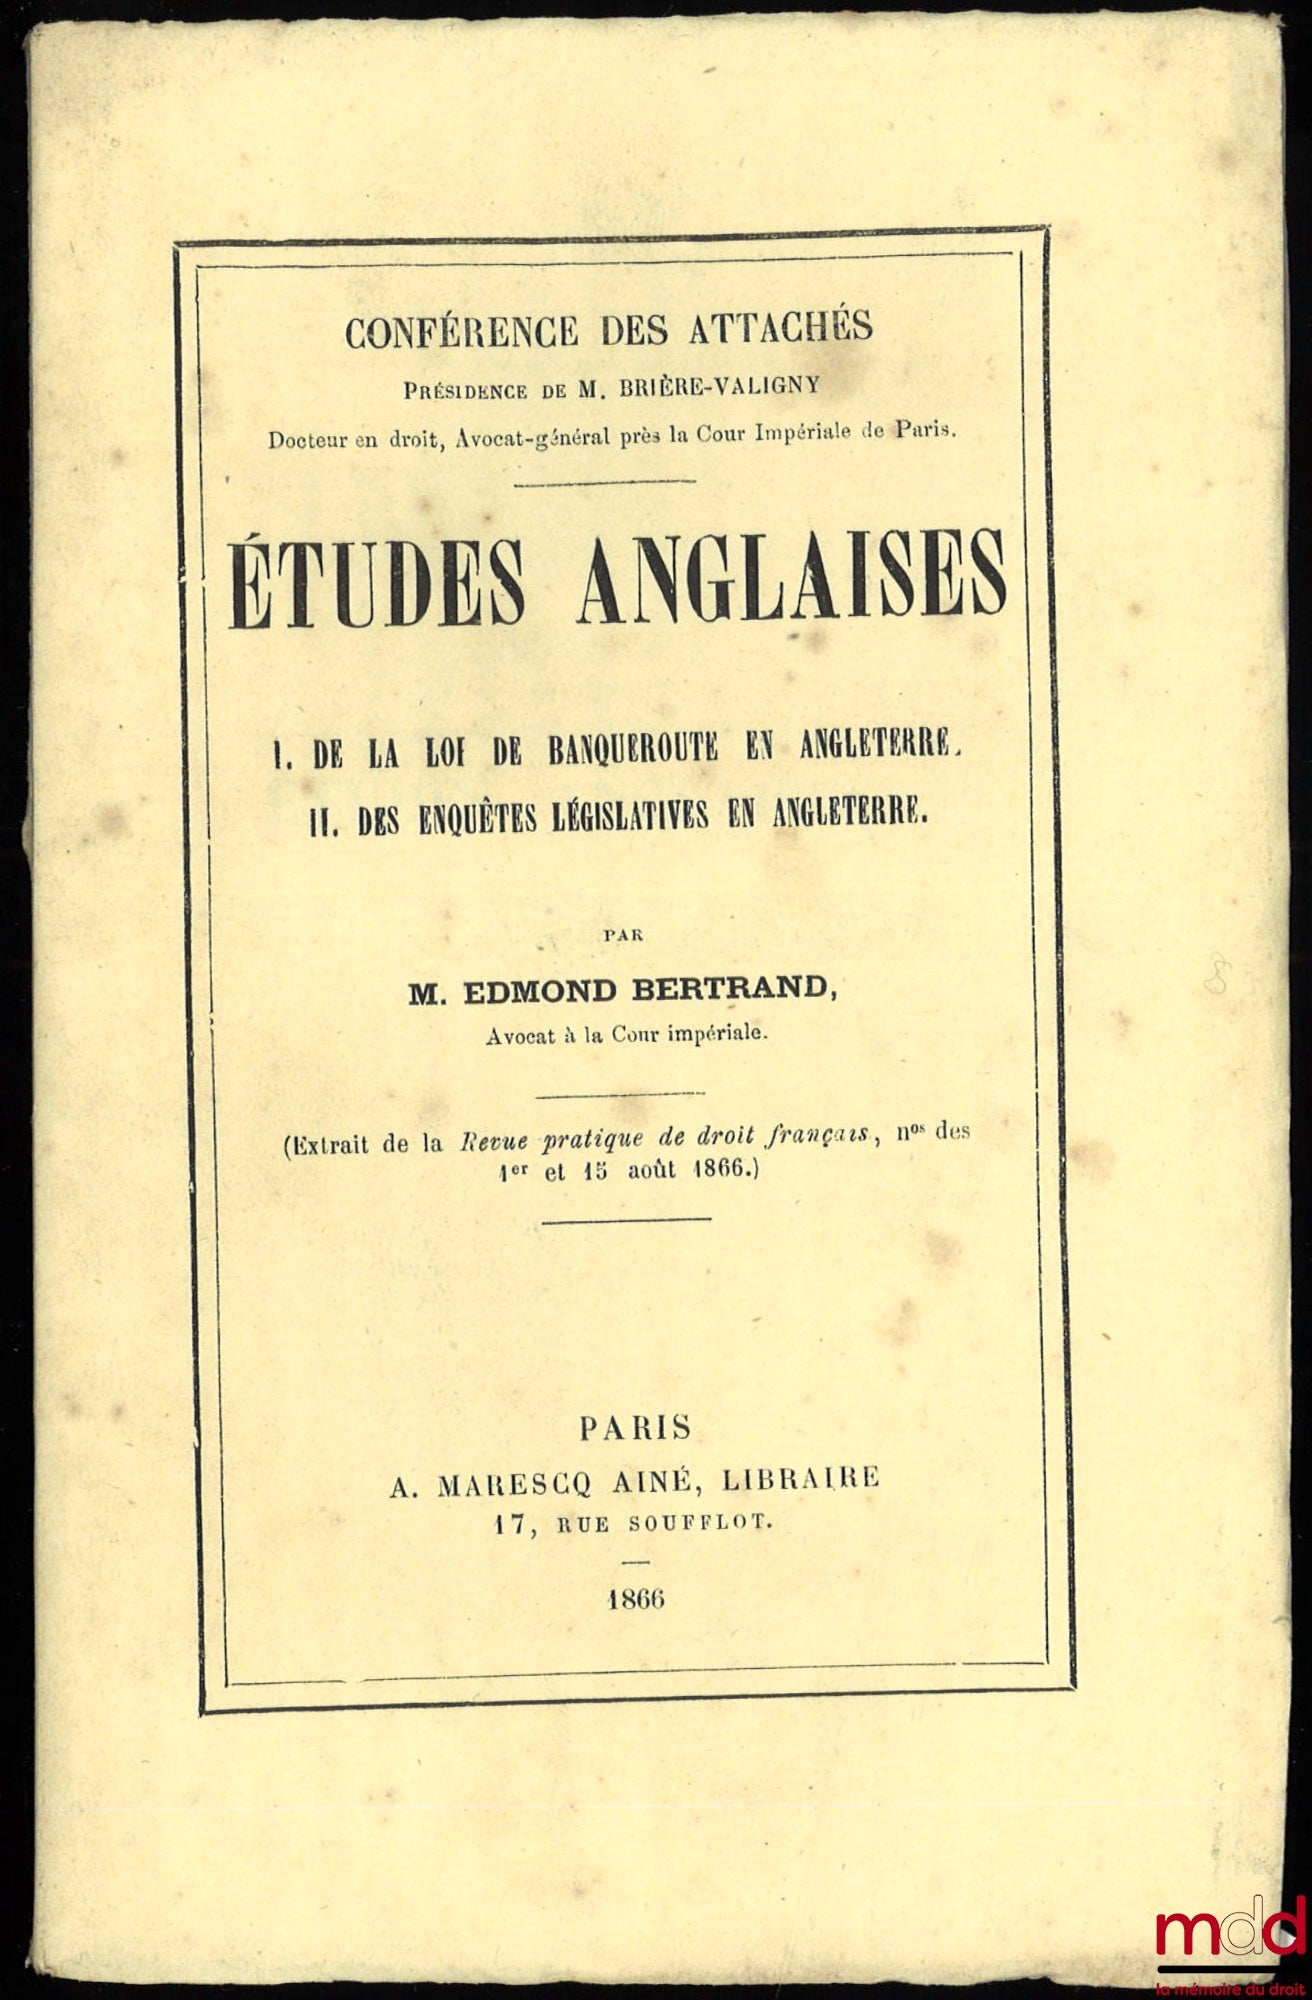 CONFÉRENCE DES ATTACHÉS
PRÉSIDENCE DE M. BRIÈRE-VALIGNY
Docteur en droit, Avocat-général près la Cour Impériale de Paris.
ÉTUDES ANGLAISES
I. DE LA LOI DE BANQUEROUTE EN ANGLETERRE.
II. DES ENQUÊTES LÉGISLATIVES EN ANGLETERRE.
PAR
M. EDMOND BERTRAND,
Avocat à la Cour impériale.
(Extrait de la Revue pratique de droit français, nos des
1er et 15 août 1866.)
PARIS
A. MARESCQ AINÉ, LIBRAIRE
17, RUE SOUFFLOT.
1866
mdd
la mémoire du droit